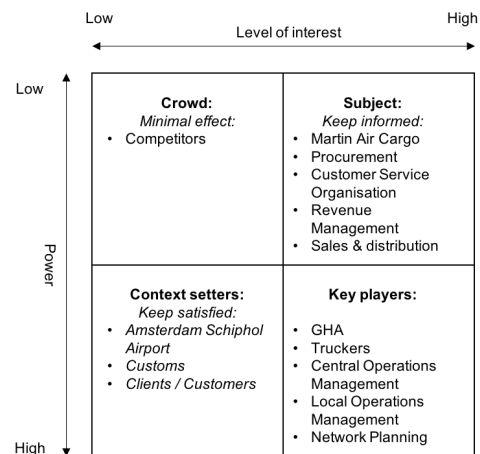 Low
High
Level of interest
Low
Crowd:
Minimal effect:
• Competitors
Subject:
Keep informed:
• Martin Air Cargo
• Procurement
• Customer Service
Organisation
• Revenue
Management
• Sales & distribution
Power
Context setters:
Keep satisfied:
• Amsterdam Schiphol
Airport
• Customs
• Clients / Customers
Key players:
• GHA
• Truckers
• Central Operations
Management
• Local Operations
Management
• Network Planning
High